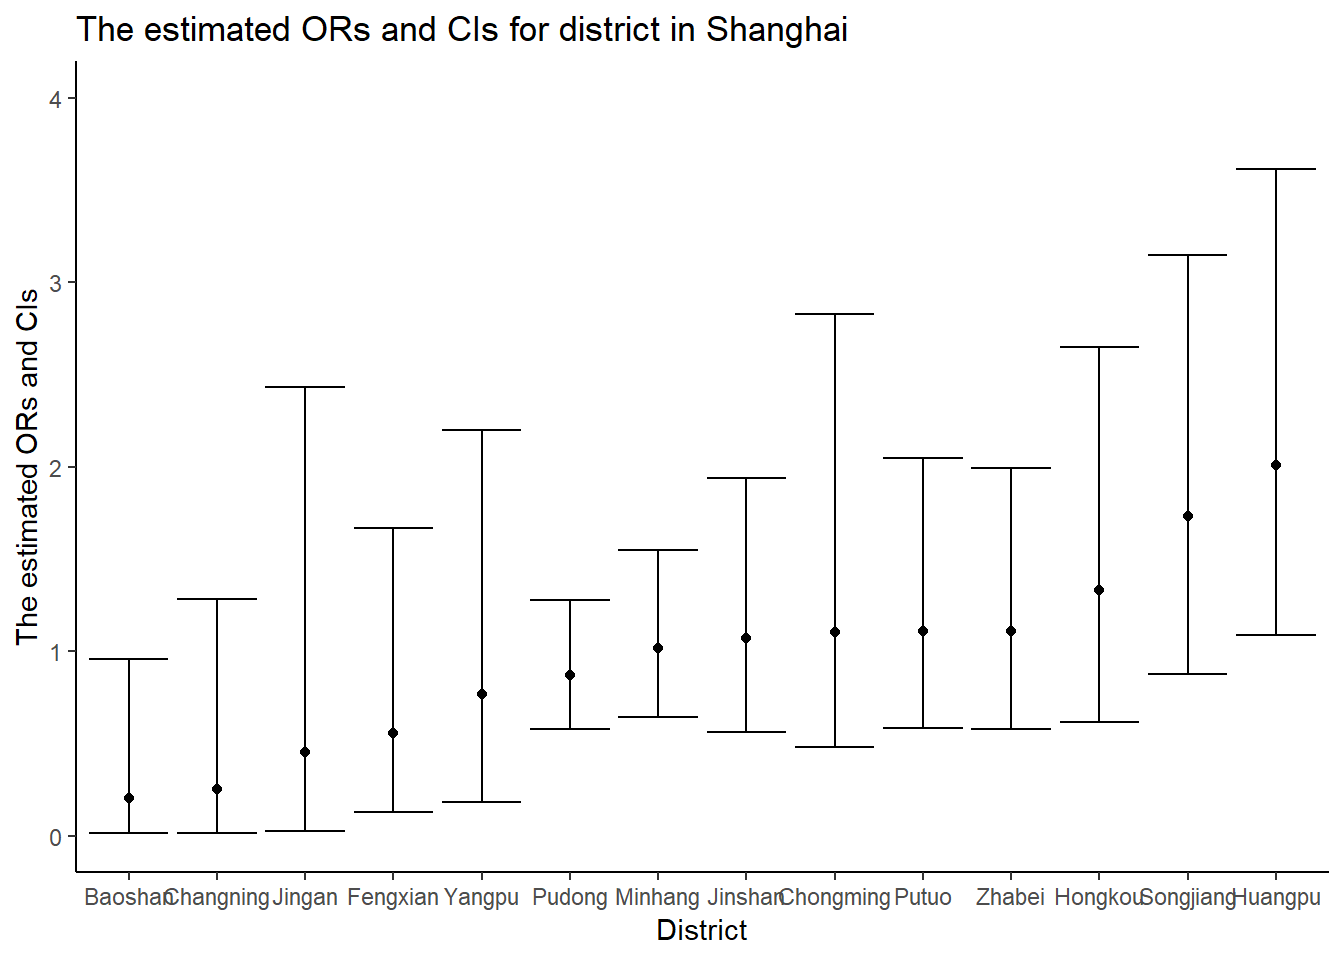 The estimated ORs and CIs for district in Shanghai
The estimated ORs and CIs
4
3
2
1
0
Baoshan Changning Jingan Fengxian Yangpu Pudong Minhang Jinshan Chongming Putuo Zhabei Hongkou Songjiang Huangpu
District